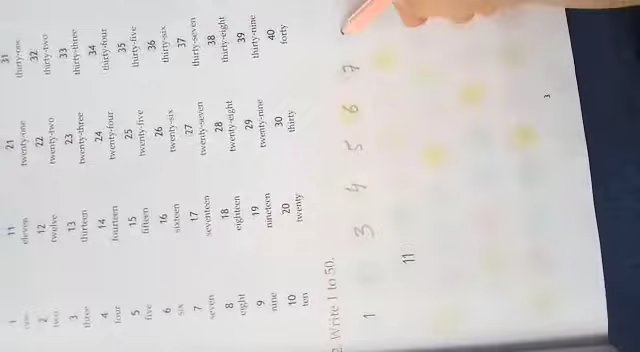 1 11 21 31
one eleven twenty-one thirty-one
2 12 22 32
two twelve twenty-two thirty-two
3 13 23 33
three thirteen twenty-three thirty-three
4 14 24 34
four fourteen twenty-four thirty-four
5 15 25 35
five fifteen twenty-five thirty-five
6 16 26 36
six sixteen twenty-six thirty-six
7 17 27 37
seven seventeen twenty-seven thirty-seven
8 18 28 38
eight eighteen twenty-eight thirty-eight
9 19 29 39
nine nineteen twenty-nine thirty-nine
10 20 30 40
ten twenty thirty forty
2. Write 1 to 50.
1 3 4 5 6 7
11
3